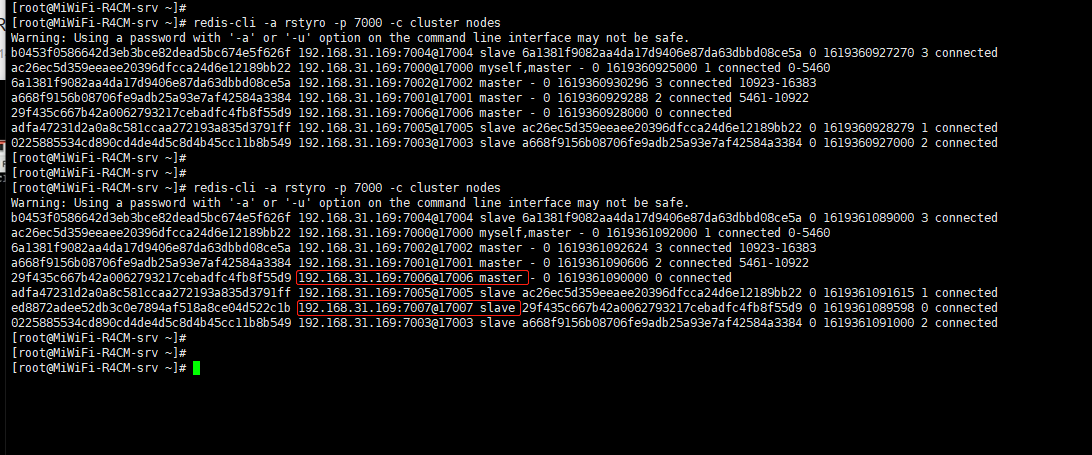 [root@MiWiFi-R4CM-srv ~]#
[root@MiWiFi-R4CM-srv ~]# redis-cli -a rstyro -p 7000 -c cluster nodes
Warning: Using a password with '-a' or '-u' option on the command line interface may not be safe.
b0453f0586642d3eb3bce82dead5bc674e5f626f 192.168.31.169:7004@17004 slave 6a1381f9082aa4da17d9406e87da63dbbd08ce5a 0 1619360927270 3 connected
ac26ec5d359eeaee20396dfcca24d6e12189bb22 192.168.31.169:7000@17000 myself,master - 0 1619360925000 1 connected 0-5460
6a1381f9082aa4da17d9406e87da63dbbd08ce5a 192.168.31.169:7002@17002 master - 0 1619360930296 3 connected 10923-16383
a668f9156b08706fe9adb25a93e7af42584a3384 192.168.31.169:7001@17001 master - 0 1619360929288 2 connected 5461-10922
29f435c667b42a0062793217cebadfc4fb8f55d9 192.168.31.169:7006@17006 master - 0 1619360928000 0 connected
adfa47231d2a0a8c581ccaa272193a835d3791ff 192.168.31.169:7005@17005 slave ac26ec5d359eeaee20396dfcca24d6e12189bb22 0 1619360928279 1 connected
0225885534cd890cd4de4d5c8d4b45cc11b8b549 192.168.31.169:7003@17003 slave a668f9156b08706fe9adb25a93e7af42584a3384 0 1619360927000 2 connected
[root@MiWiFi-R4CM-srv ~]#
[root@MiWiFi-R4CM-srv ~]#
[root@MiWiFi-R4CM-srv ~]# redis-cli -a rstyro -p 7000 -c cluster nodes
Warning: Using a password with '-a' or '-u' option on the command line interface may not be safe.
b0453f0586642d3eb3bce82dead5bc674e5f626f 192.168.31.169:7004@17004 slave 6a1381f9082aa4da17d9406e87da63dbbd08ce5a 0 1619361089000 3 connected
ac26ec5d359eeaee20396dfcca24d6e12189bb22 192.168.31.169:7000@17000 myself,master - 0 1619361092000 1 connected 0-5460
6a1381f9082aa4da17d9406e87da63dbbd08ce5a 192.168.31.169:7002@17002 master - 0 1619361092624 3 connected 10923-16383
a668f9156b08706fe9adb25a93e7af42584a3384 192.168.31.169:7001@17001 master - 0 1619361090606 2 connected 5461-10922
29f435c667b42a0062793217cebadfc4fb8f55d9 192.168.31.169:7006@17006 master - 0 1619361090000 0 connected
adfa47231d2a0a8c581ccaa272193a835d3791ff 192.168.31.169:7005@17005 slave ac26ec5d359eeaee20396dfcca24d6e12189bb22 0 1619361091615 1 connected
ed8872adee52db3c0e7894af518a8ce04d522c1b 192.168.31.169:7007@17007 slave 29f435c667b42a0062793217cebadfc4fb8f55d9 0 1619361089598 0 connected
0225885534cd890cd4de4d5c8d4b45cc11b8b549 192.168.31.169:7003@17003 slave a668f9156b08706fe9adb25a93e7af42584a3384 0 1619361091000 2 connected
[root@MiWiFi-R4CM-srv ~]#
[root@MiWiFi-R4CM-srv ~]#
[root@MiWiFi-R4CM-srv ~]#